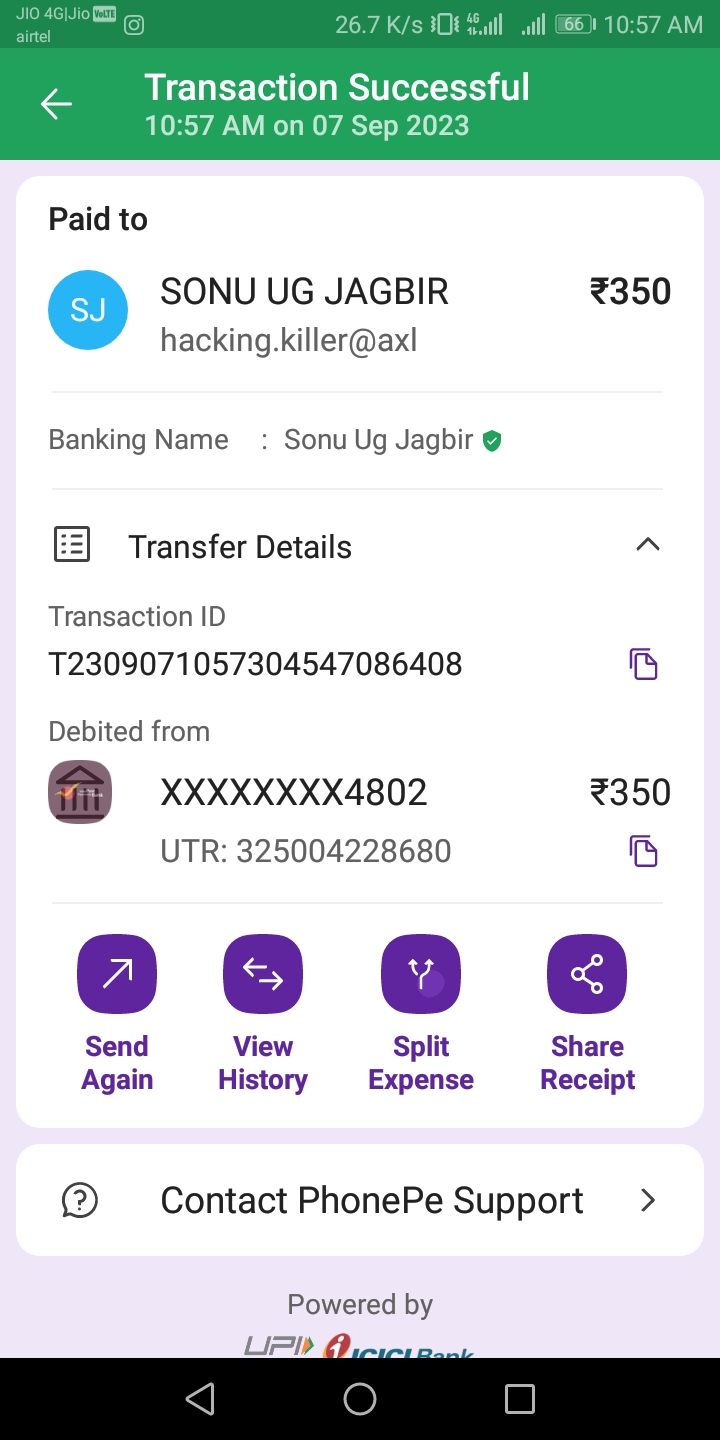 JIO 4G|Jio VoLTE
airtel
26.7 K/s 4G 66 10:57 AM
Transaction Successful
10:57 AM on 07 Sep 2023
Paid to
SJ
SONU UG JAGBIR ₹350
hacking.killer@axl
Banking Name : Sonu Ug Jagbir
Transfer Details
Transaction ID
T2309071057304547086408
Debited from
XXXXXXXX4802 ₹350
UTR: 325004228680
Send Again
View History
Split Expense
Share Receipt
Contact PhonePe Support
Powered by
UPI ICICI Bank